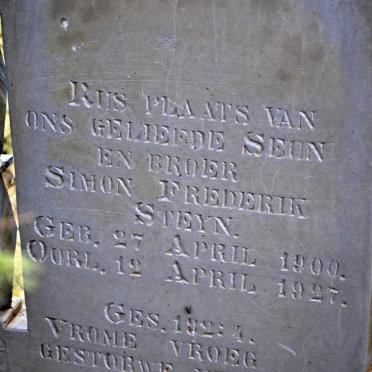 RUS PLAATS VAN
ONS GELIEFDE SEUN
EN BROER
SIMON FREDERIK
STEYN.
GEB. 27 APRIL 1900.
OORL. 12 APRIL 1927.
GES. 192:4.
VROME VROEG
GESTORWE